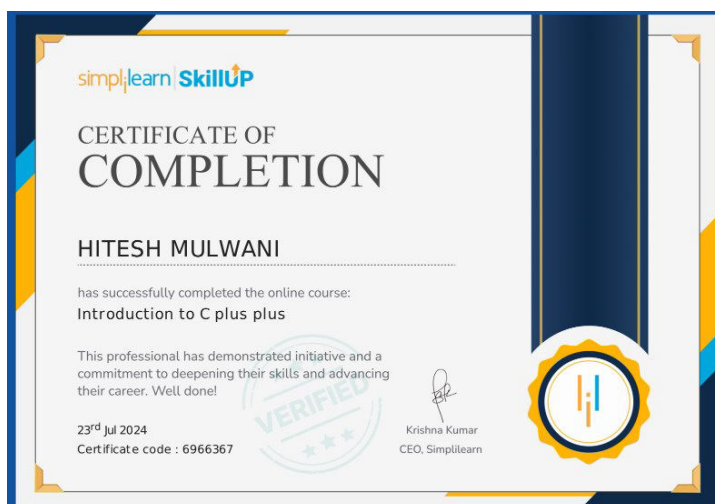 simplilearn | SkillUP
CERTIFICATE OF
COMPLETION
HITESH MULWANI
has successfully completed the online course:
Introduction to C plus plus
This professional has demonstrated initiative and a
commitment to deepening their skills and advancing
their career. Well done!
VERIFIED
23rd Jul 2024
Certificate code : 6966367
Krishna Kumar
CEO, Simplilearn